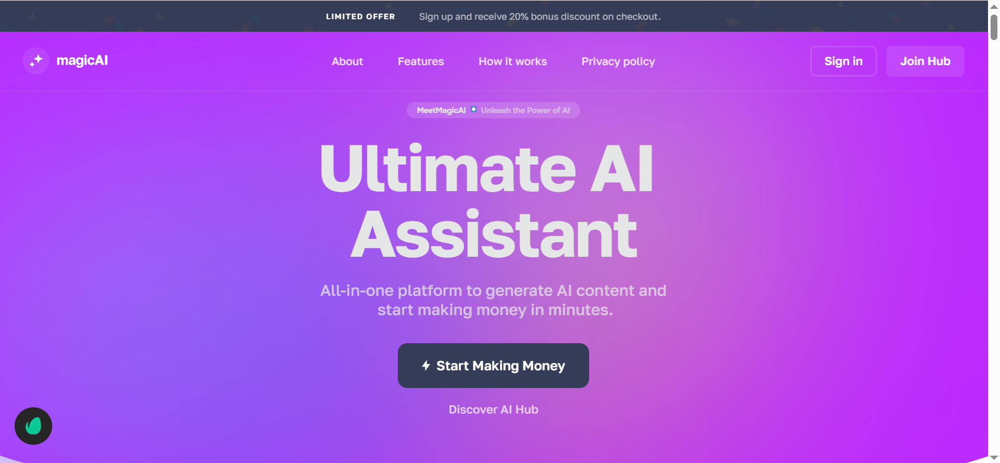 LIMITED OFFER Sign up and receive 20% bonus discount on checkout.
magicAI About Features How it works Privacy policy Sign in Join Hub
MeetMagicAI Unleash the Power of AI
Ultimate AI
Assistant
All-in-one platform to generate AI content and
start making money in minutes.
Start Making Money
Discover AI Hub